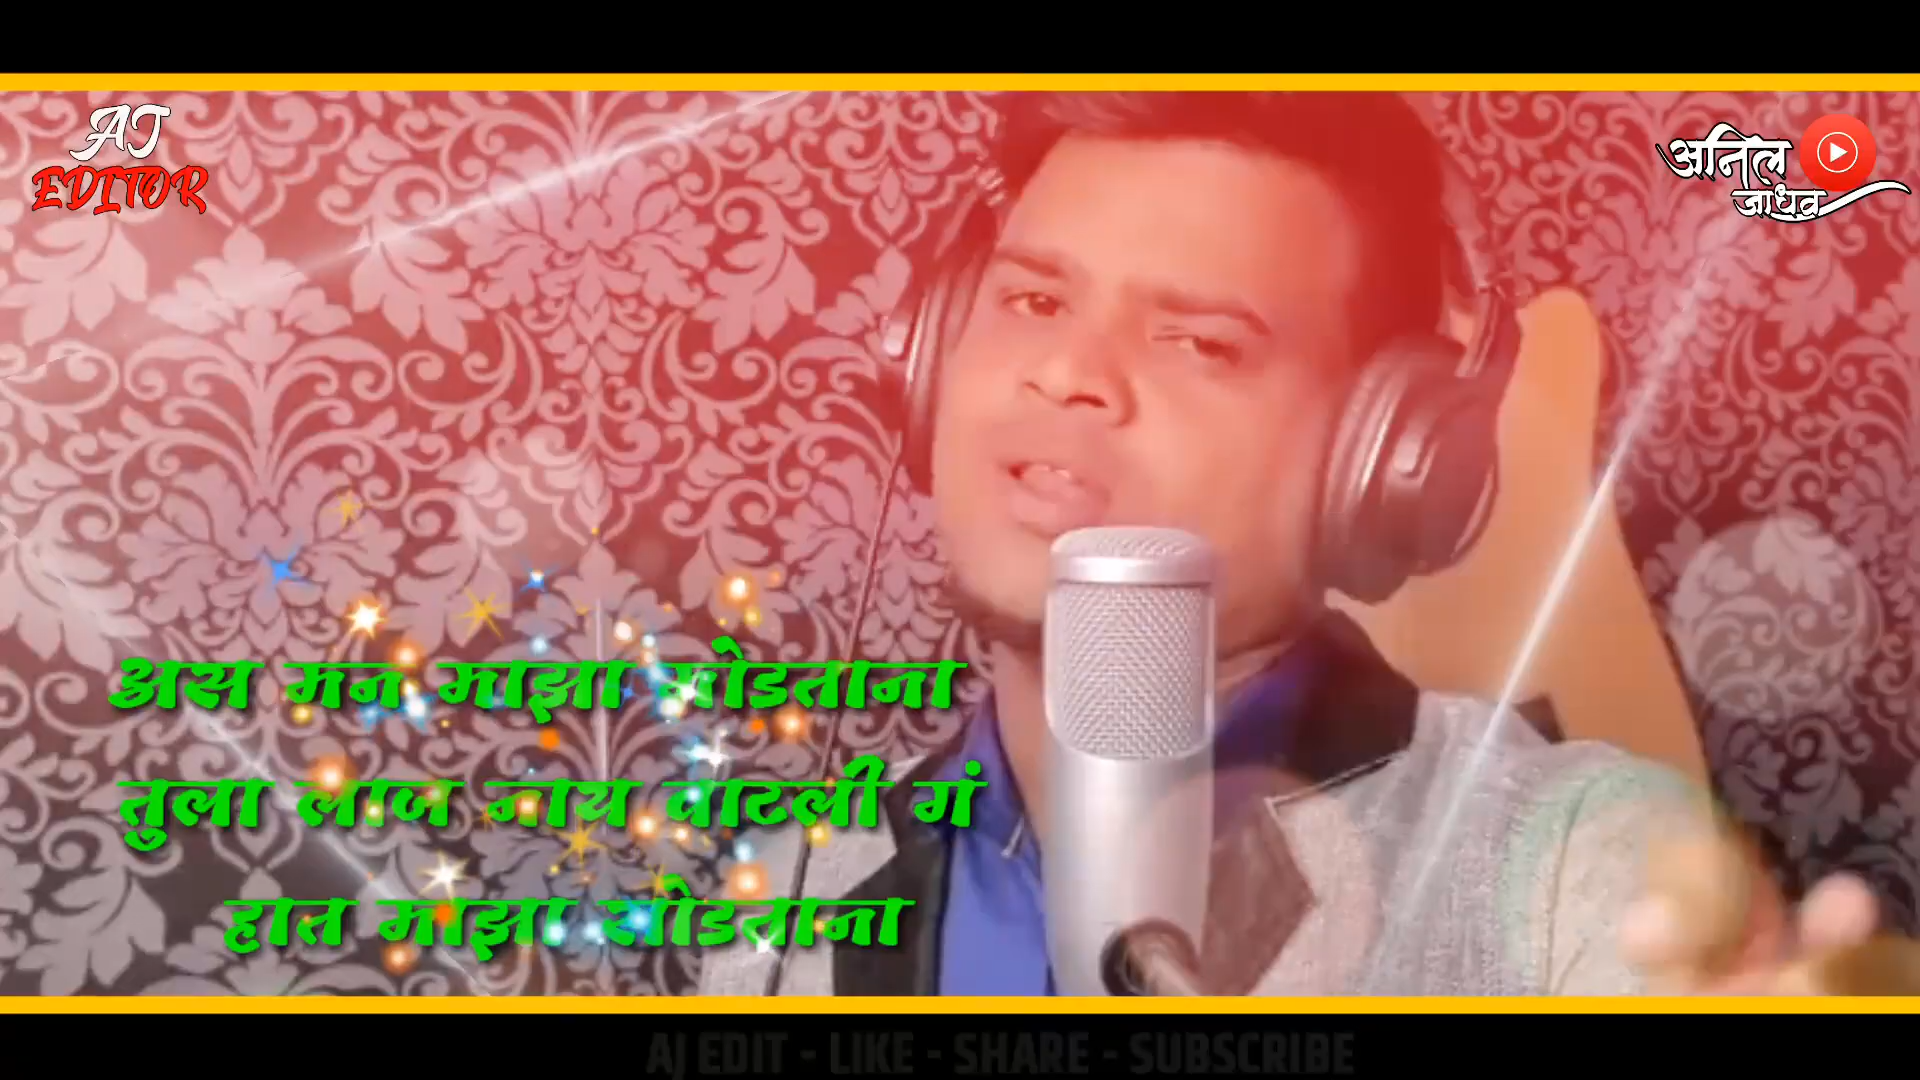 AJ
EDITOR
अनिल
जाधव
अस मन माझा मोडताना
तुला लाज नाय वाटली गं
हात माझा सोडताना
AJ EDIT - LIKE - SHARE - SUBSCRIBE